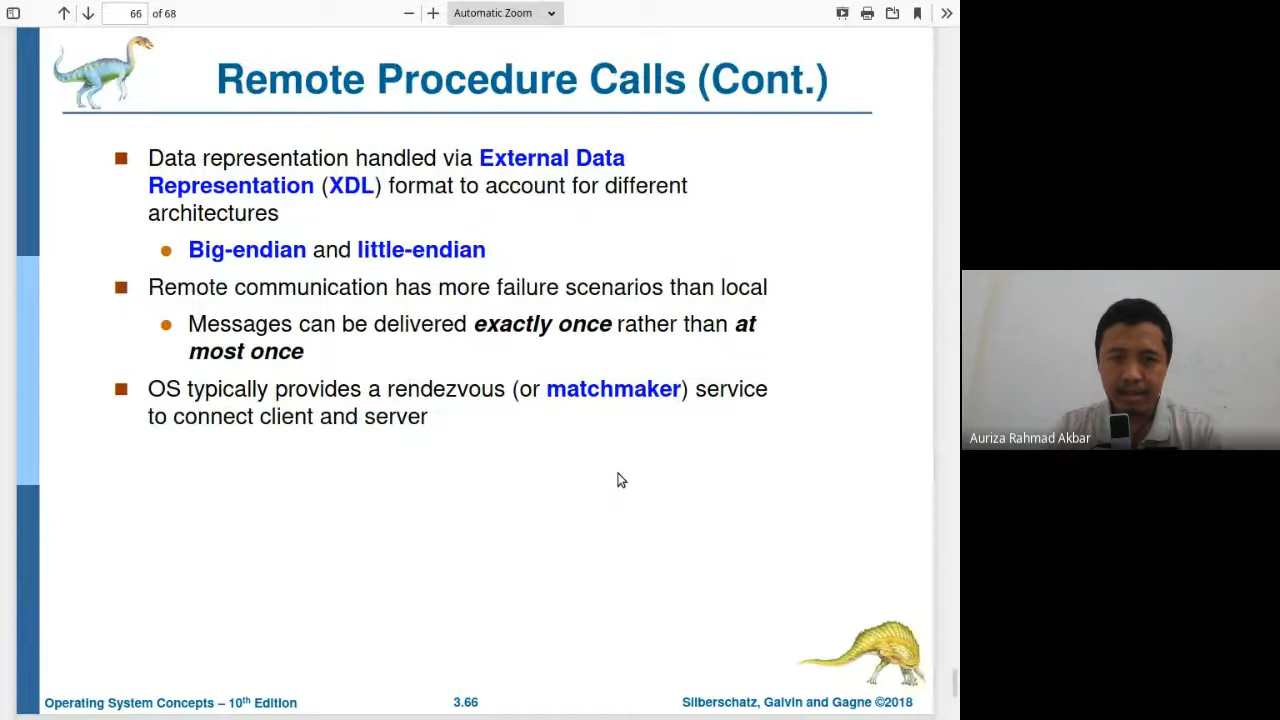 66 of 68 Automatic Zoom
Remote Procedure Calls (Cont.)
Data representation handled via External Data
Representation (XDL) format to account for different
architectures
Big-endian and little-endian
Remote communication has more failure scenarios than local
Messages can be delivered exactly once rather than at
most once
OS typically provides a rendezvous (or matchmaker) service
to connect client and server
Auriza Rahmad Akbar
Operating System Concepts – 10th Edition
3.66
Silberschatz, Galvin and Gagne ©2018